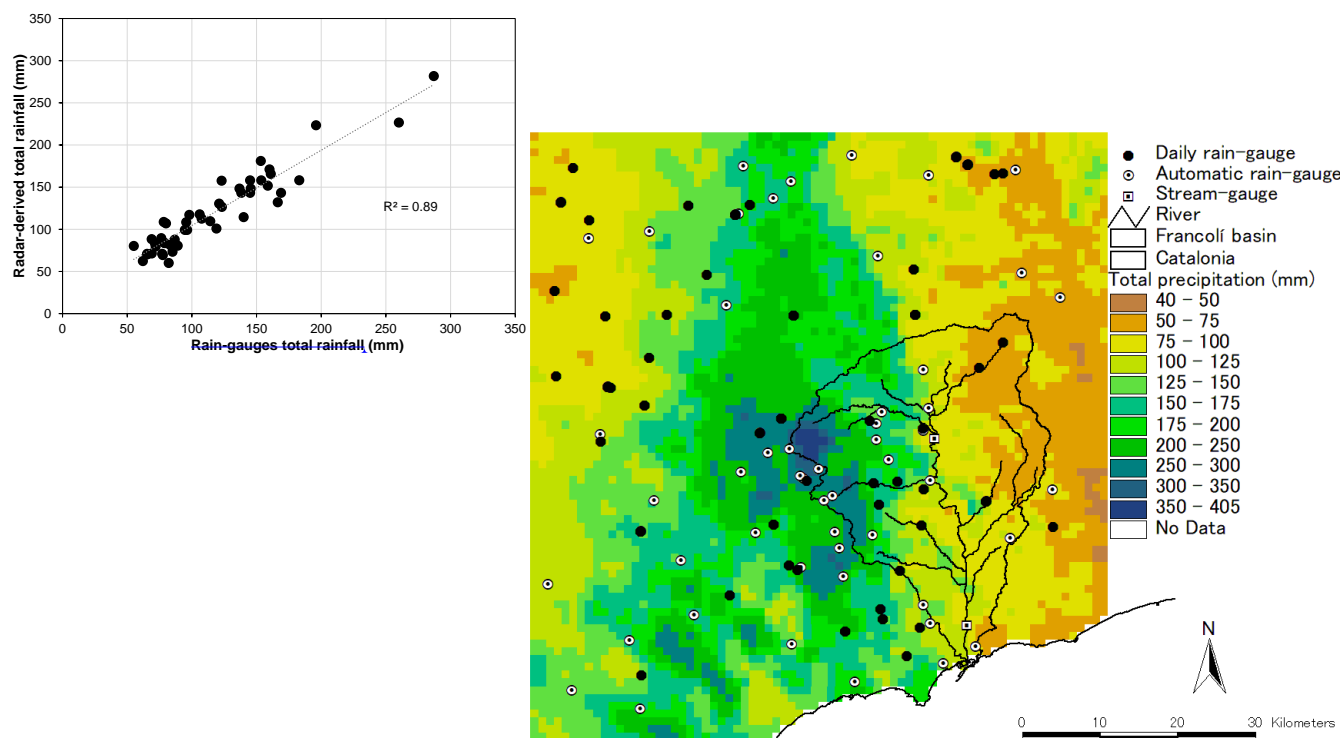 350
300
250
200
150
100
50
0
Radar-derived total rainfall (mm)
R² = 0.89
0 50 100 150 200 250 300 350
Rain-gauges total rainfall (mm)
Daily rain-gauge
Automatic rain-gauge
Stream-gauge
River
Francolí basin
Catalonia
Total precipitation (mm)
40 - 50
50 - 75
75 - 100
100 - 125
125 - 150
150 - 175
175 - 200
200 - 250
250 - 300
300 - 350
350 - 405
No Data
N
0 10 20 30 Kilometers